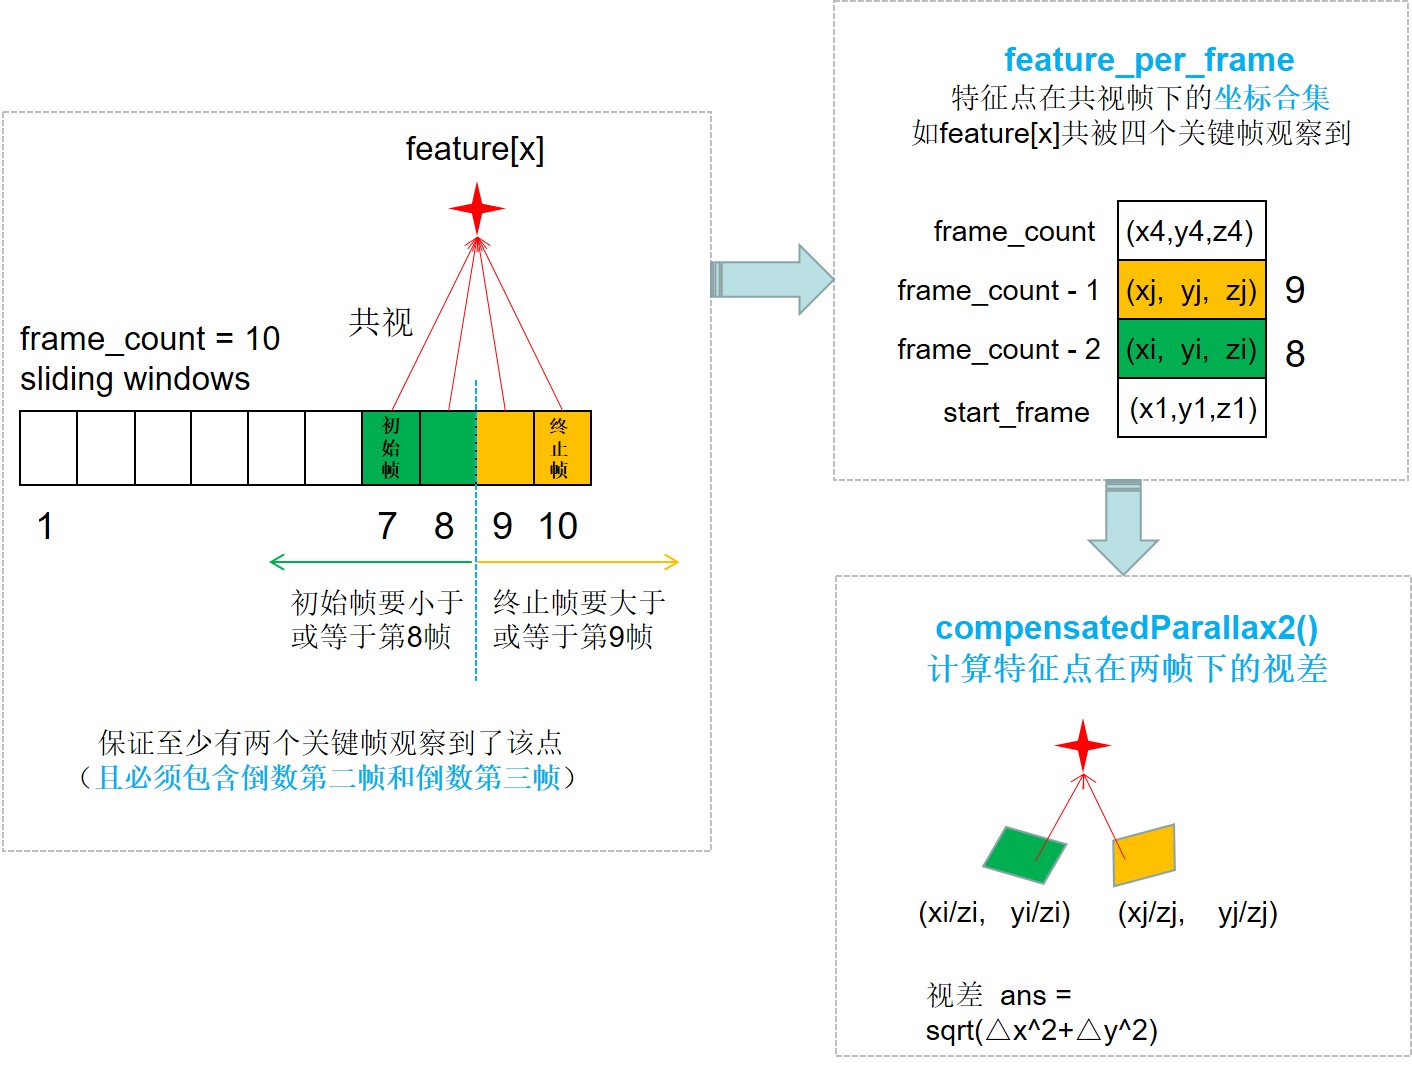 feature[x]
共视
frame_count = 10
sliding windows
初始帧
终止帧
1
7
8
9
10
初始帧要小于
或等于第8帧
终止帧要大于
或等于第9帧
保证至少有两个关键帧观察到了该点
（且必须包含倒数第二帧和倒数第三帧）
feature_per_frame
特征点在共视帧下的坐标合集
如feature[x]共被四个关键帧观察到
frame_count (x4,y4,z4)
frame_count - 1 (xj, yj, zj) 9
frame_count - 2 (xi, yi, zi) 8
start_frame (x1,y1,z1)
compensatedParallax2()
计算特征点在两帧下的视差
(xi/zi, yi/zi) (xj/zj, yj/zj)
视差 ans =
sqrt(△x^2+△y^2)